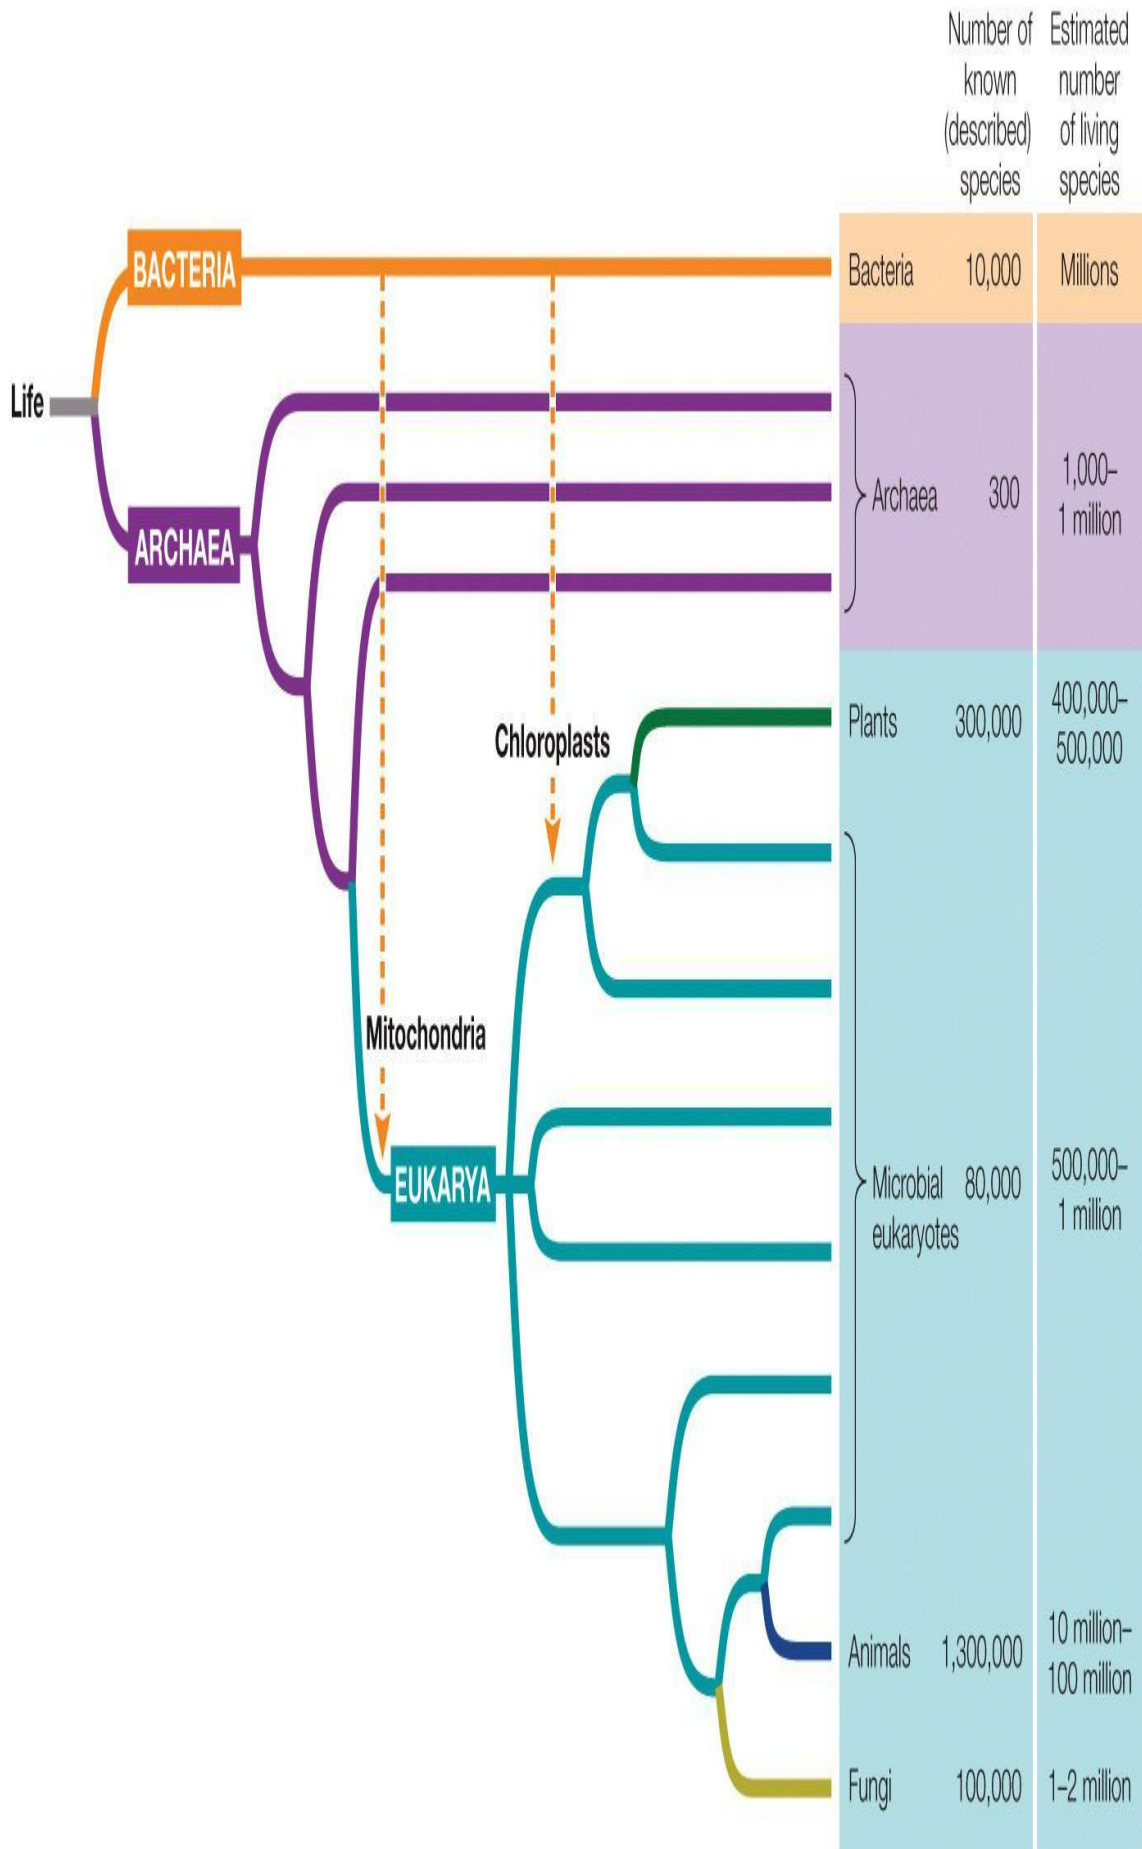 Number of
known
(described)
species
Estimated
number
of living
species
BACTERIA
Bacteria 10,000 Millions
Life
ARCHAEA
Archaea 300 1,000–
1 million
Chloroplasts
Plants 300,000 400,000–
500,000
Mitochondria
EUKARYA
Microbial
eukaryotes
80,000 500,000–
1 million
Animals 1,300,000 10 million–
100 million
Fungi 100,000 1–2 million